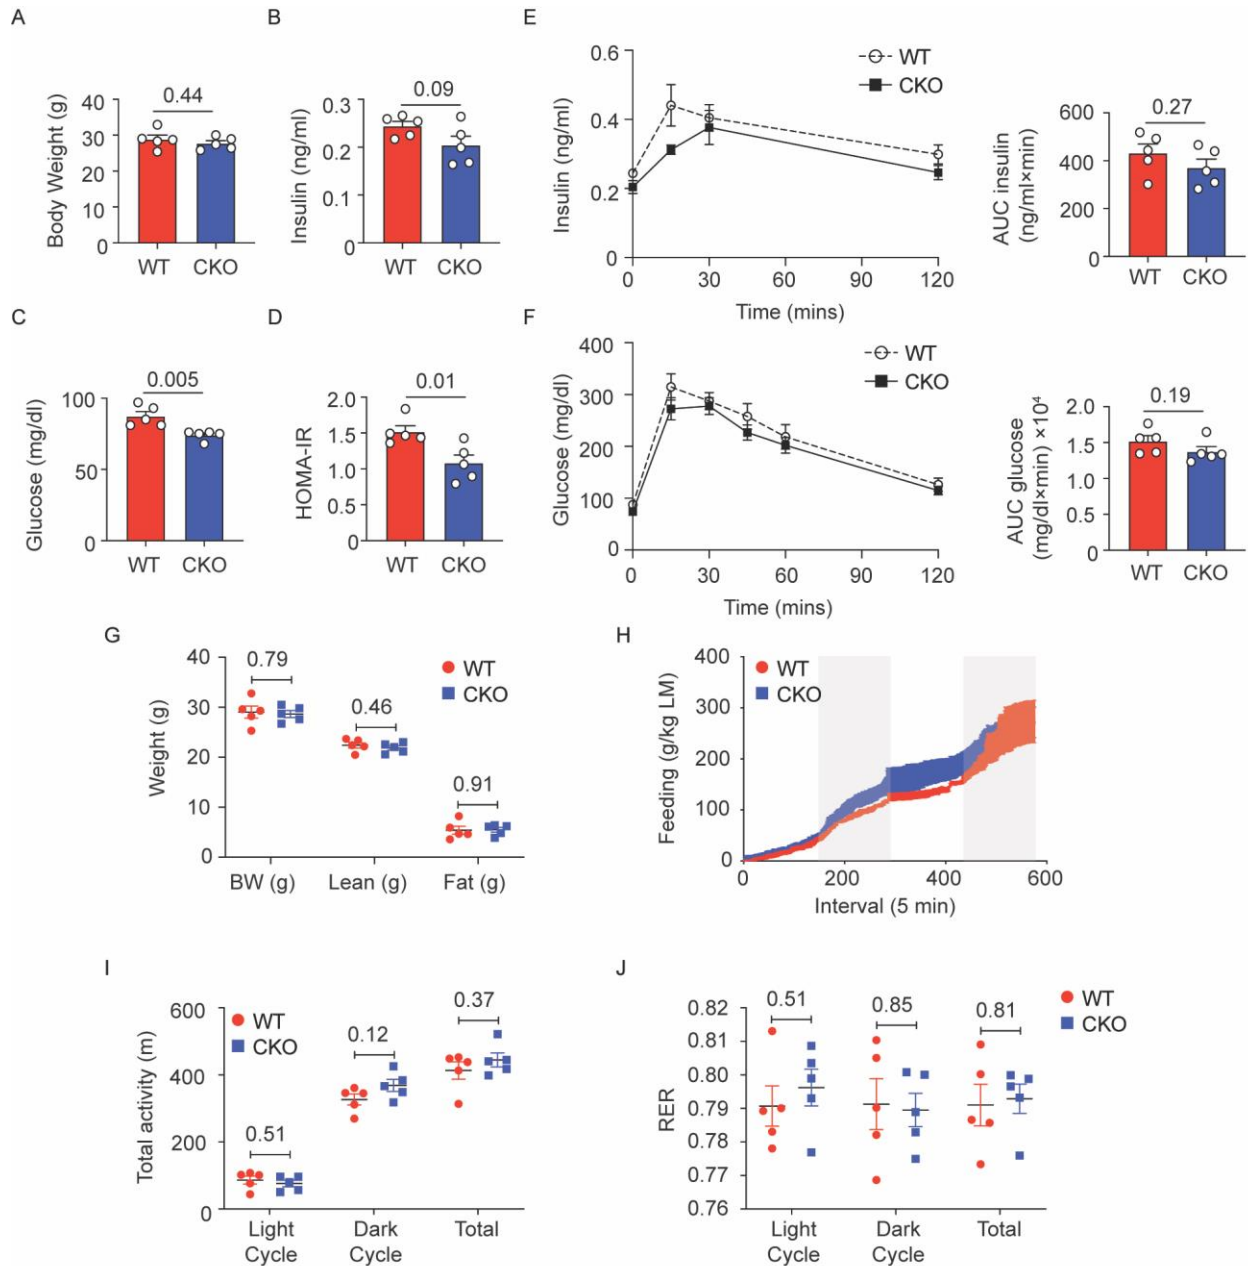 A
Body Weight (g)
40
30
20
10
0
0.44
WT CKO
B
Insulin (ng/ml)
0.3
0.2
0.1
0
0.09
WT CKO
E
Insulin (ng/ml)
0.6
0.4
0.2
0
WT
CKO
0 30 60 90 120
Time (mins)
AUC insulin
(ng/ml×min)
600
400
200
0
0.27
WT CKO
C
Glucose (mg/dl)
100
50
0
0.005
WT CKO
D
HOMA-IR
2.0
1.5
1.0
0.5
0
0.01
WT CKO
F
Glucose (mg/dl)
400
300
200
100
0
WT
CKO
0 30 60 90 120
Time (mins)
AUC glucose
(mg/dl×min) ×10⁴
2.0
1.5
1.0
1.5
0
0.19
WT CKO
G
Weight (g)
40
30
20
10
0
0.79
0.46
0.91
WT
CKO
BW (g) Lean (g) Fat (g)
H
Feeding (g/kg LM)
400
300
200
100
0
WT
CKO
0 200 400 600
Interval (5 min)
I
Total activity (m)
600
400
200
0
WT
CKO
0.51
0.12
0.37
Light Dark Total
Cycle Cycle
J
RER
0.82
0.81
0.80
0.79
0.78
0.77
0.76
0.51
0.85
0.81
WT
CKO
Light Dark Total
Cycle Cycle